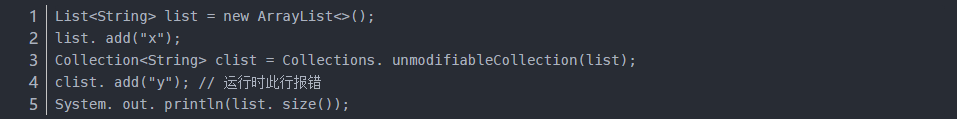 1 List<String> list = new ArrayList<>();
2 list. add("x");
3 Collection<String> clist = Collections. unmodifiableCollection(list);
4 clist. add("y"); // 运行时此行报错
5 System. out. println(list. size());